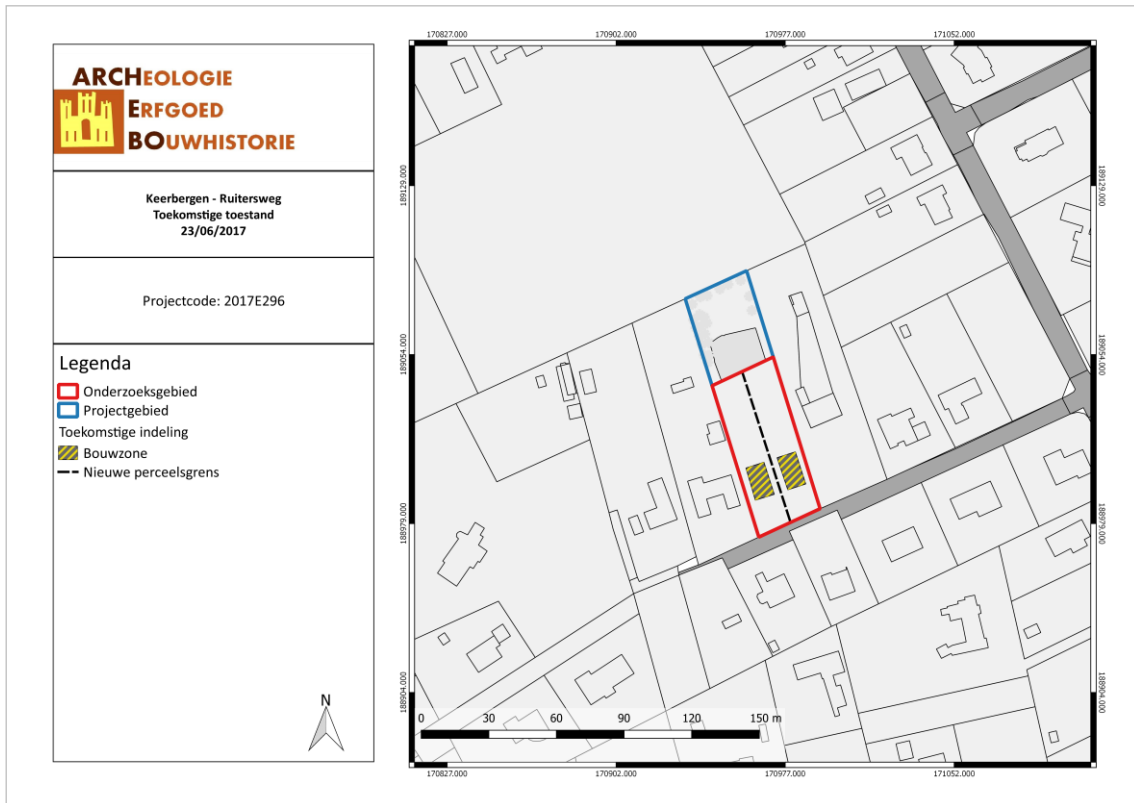 ARCHEOLOGIE
ERFGOED
BOUWHISTORIE
Keerbergen - Ruitersweg
Toekomstige toestand
23/06/2017
Projectcode: 2017E296
Legenda
Onderzoeksgebied
Projectgebied
Toekomstige indeling
Bouwzone
Nieuwe perceelsgrens
N
170827.000 170902.000 170977.000 171052.000
189129.000 189129.000
189054.000 189054.000
188979.000 188979.000
188904.000 188904.000
0 30 60 90 120 150 m
170827.000 170902.000 170977.000 171052.000